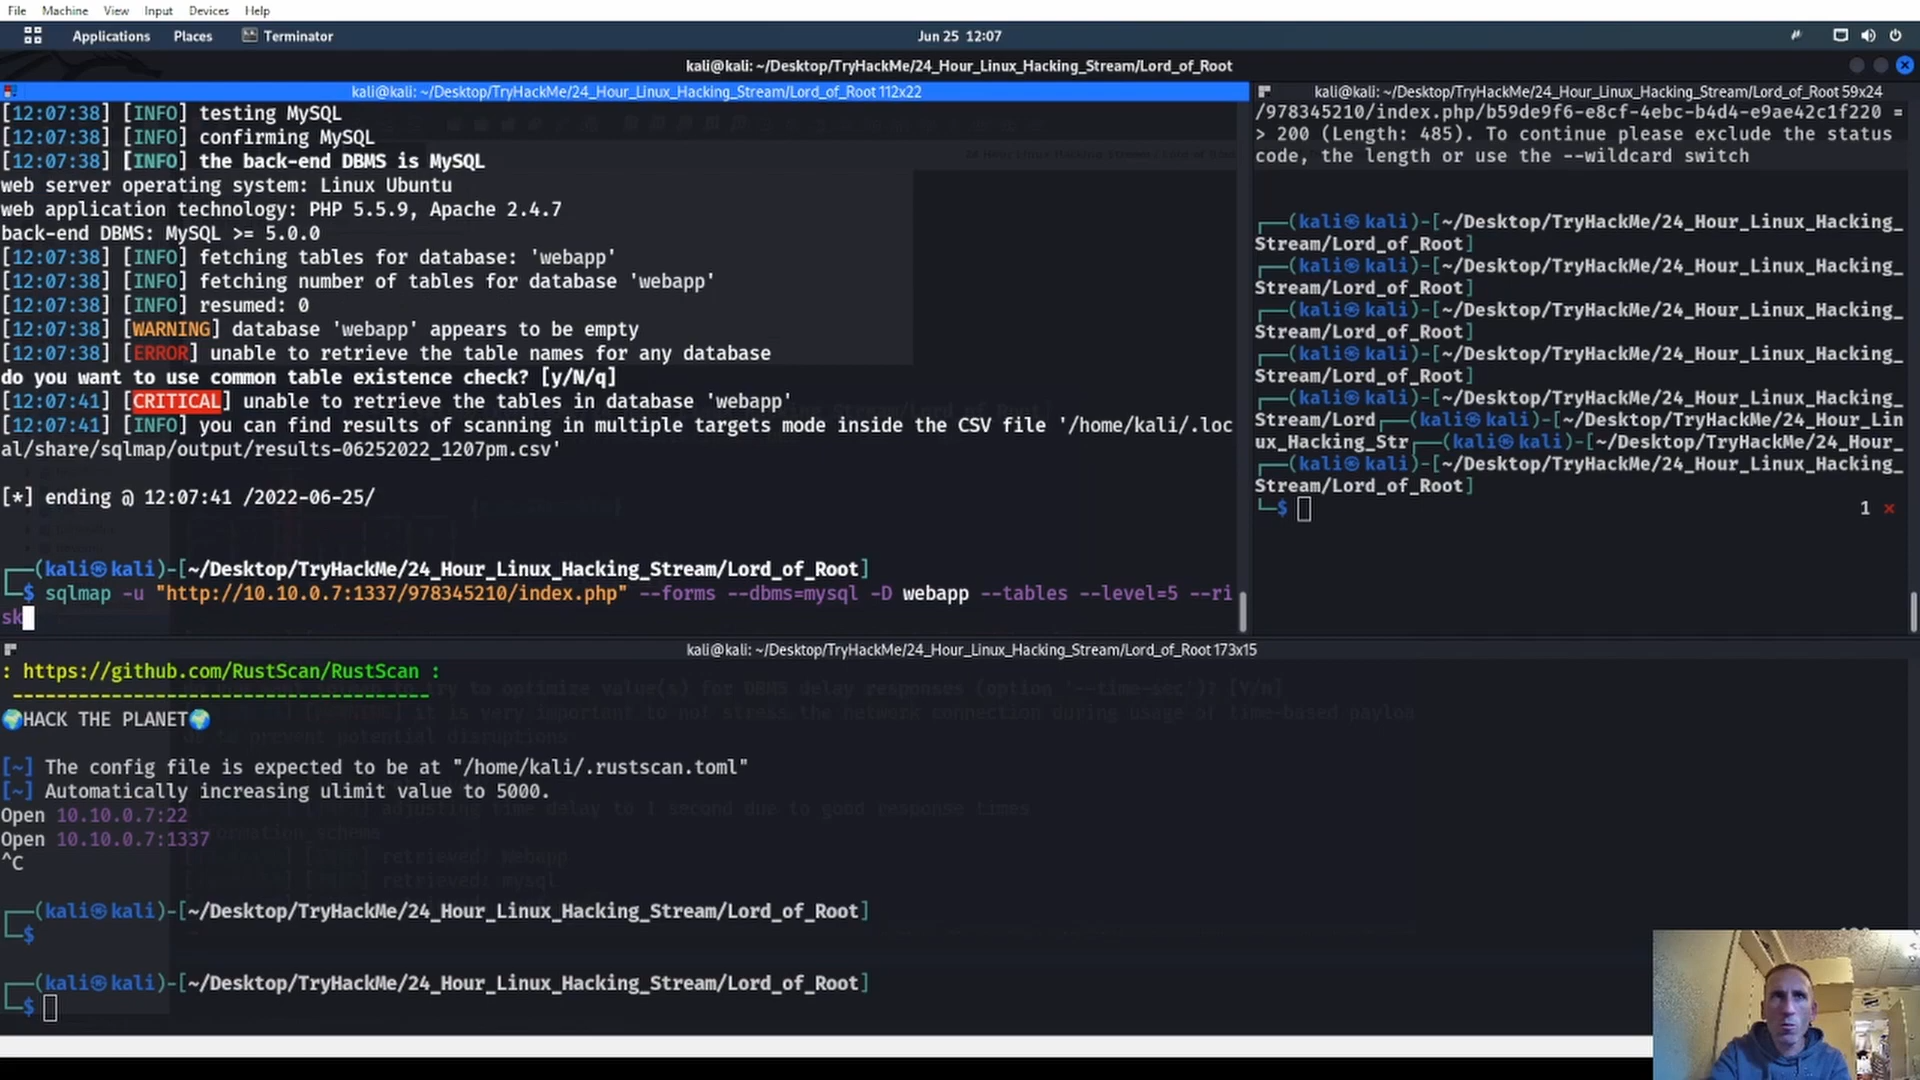 File Machine View Input Devices Help
Applications Places Terminator Jun 25 12:07
kali@kali: ~/Desktop/TryHackMe/24_Hour_Linux_Hacking_Stream/Lord_of_Root
kali@kali: ~/Desktop/TryHackMe/24_Hour_Linux_Hacking_Stream/Lord_of_Root 112x22
[12:07:38] [INFO] testing MySQL
[12:07:38] [INFO] confirming MySQL
[12:07:38] [INFO] the back-end DBMS is MySQL
web server operating system: Linux Ubuntu
web application technology: PHP 5.5.9, Apache 2.4.7
back-end DBMS: MySQL >= 5.0.0
[12:07:38] [INFO] fetching tables for database: 'webapp'
[12:07:38] [INFO] fetching number of tables for database 'webapp'
[12:07:38] [INFO] resumed: 0
[12:07:38] [WARNING] database 'webapp' appears to be empty
[12:07:38] [ERROR] unable to retrieve the table names for any database
do you want to use common table existence check? [y/N/q]
[12:07:41] [CRITICAL] unable to retrieve the tables in database 'webapp'
[12:07:41] [INFO] you can find results of scanning in multiple targets mode inside the CSV file '/home/kali/.loc
al/share/sqlmap/output/results-06252022_1207pm.csv'
[*] ending @ 12:07:41 /2022-06-25/
(kali㉿kali)-[~/Desktop/TryHackMe/24_Hour_Linux_Hacking_Stream/Lord_of_Root]
$ sqlmap -u "http://10.10.0.7:1337/978345210/index.php" --forms --dbms=mysql -D webapp --tables --level=5 --ri
sk
kali@kali: ~/Desktop/TryHackMe/24_Hour_Linux_Hacking_Stream/Lord_of_Root 59x24
/978345210/index.php/b59de9f6-e8cf-4ebc-b4d4-e9ae42c1f220 =
> 200 (Length: 485). To continue please exclude the status
code, the length or use the --wildcard switch
(kali㉿kali)-[~/Desktop/TryHackMe/24_Hour_Linux_Hacking_
Stream/Lord_of_Root]
(kali㉿kali)-[~/Desktop/TryHackMe/24_Hour_Linux_Hacking_
Stream/Lord_of_Root]
(kali㉿kali)-[~/Desktop/TryHackMe/24_Hour_Linux_Hacking_
Stream/Lord_of_Root]
(kali㉿kali)-[~/Desktop/TryHackMe/24_Hour_Linux_Hacking_
Stream/Lord_of_Root]
(kali㉿kali)-[~/Desktop/TryHackMe/24_Hour_Linux_Hacking_
Stream/Lord (kali㉿kali)-[~/Desktop/TryHackMe/24_Hour_Lin
ux_Hacking_Str (kali㉿kali)-[~/Desktop/TryHackMe/24_Hour_
(kali㉿kali)-[~/Desktop/TryHackMe/24_Hour_Linux_Hacking_
Stream/Lord_of_Root]
$ 1 ⨯
kali@kali: ~/Desktop/TryHackMe/24_Hour_Linux_Hacking_Stream/Lord_of_Root 173x15
: https://github.com/RustScan/RustScan :
--------------------------------------
🌍HACK THE PLANET🌍
[~] The config file is expected to be at "/home/kali/.rustscan.toml"
[~] Automatically increasing ulimit value to 5000.
Open 10.10.0.7:22
Open 10.10.0.7:1337
^C
(kali㉿kali)-[~/Desktop/TryHackMe/24_Hour_Linux_Hacking_Stream/Lord_of_Root]
$
(kali㉿kali)-[~/Desktop/TryHackMe/24_Hour_Linux_Hacking_Stream/Lord_of_Root]
$